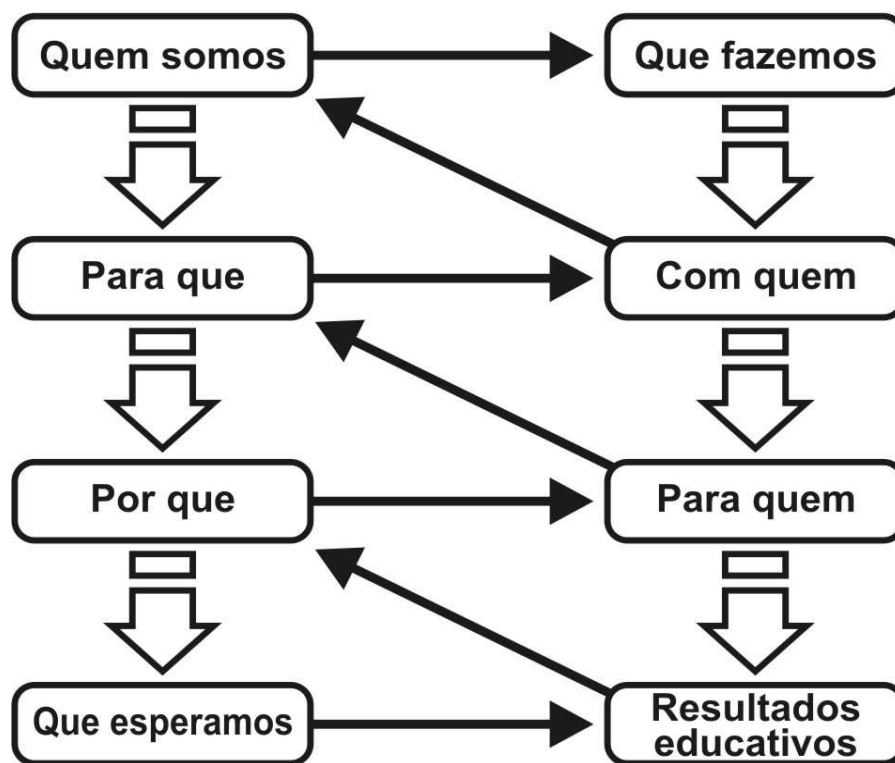 Quem somos
Que fazemos
Para que
Com quem
Por que
Para quem
Que esperamos
Resultados
educativos